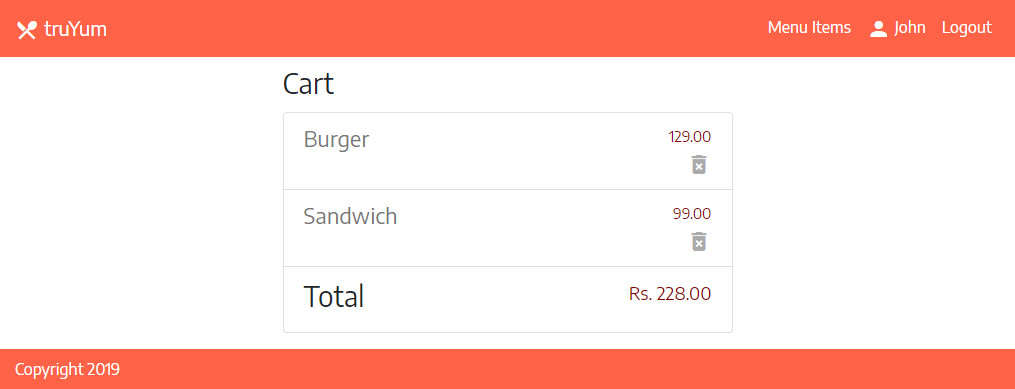 truYum Menu Items John Logout
Cart
Burger 129.00
Sandwich 99.00
Total Rs. 228.00
Copyright 2019